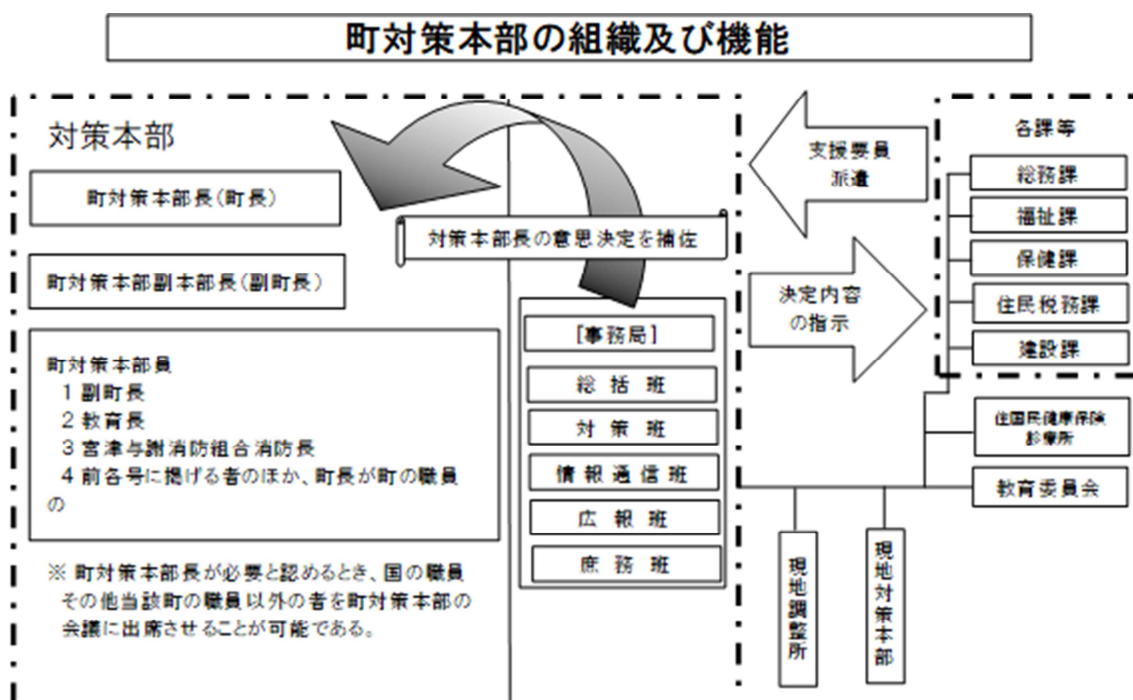 町対策本部の組織及び機能
対策本部
町対策本部長（町長）
町対策本部副本部長（副町長）
町対策本部員
1 副町長
2 教育長
3 宮津与謝消防組合消防長
4 前各号に掲げる者のほか、町長が町の職員
の
※ 町対策本部長が必要と認めるとき、国の職員
その他当該町の職員以外の者を町対策本部の
会議に出席させることが可能である。
対策本部長の意思決定を補佐
［事務局］
総括班
対策班
情報通信班
広報班
庶務班
支援要員
派遣
決定内容
の指示
各課等
総務課
福祉課
保健課
住民税務課
建設課
住国民健康保険
診療所
教育委員会
現地調整所
現地対策本部